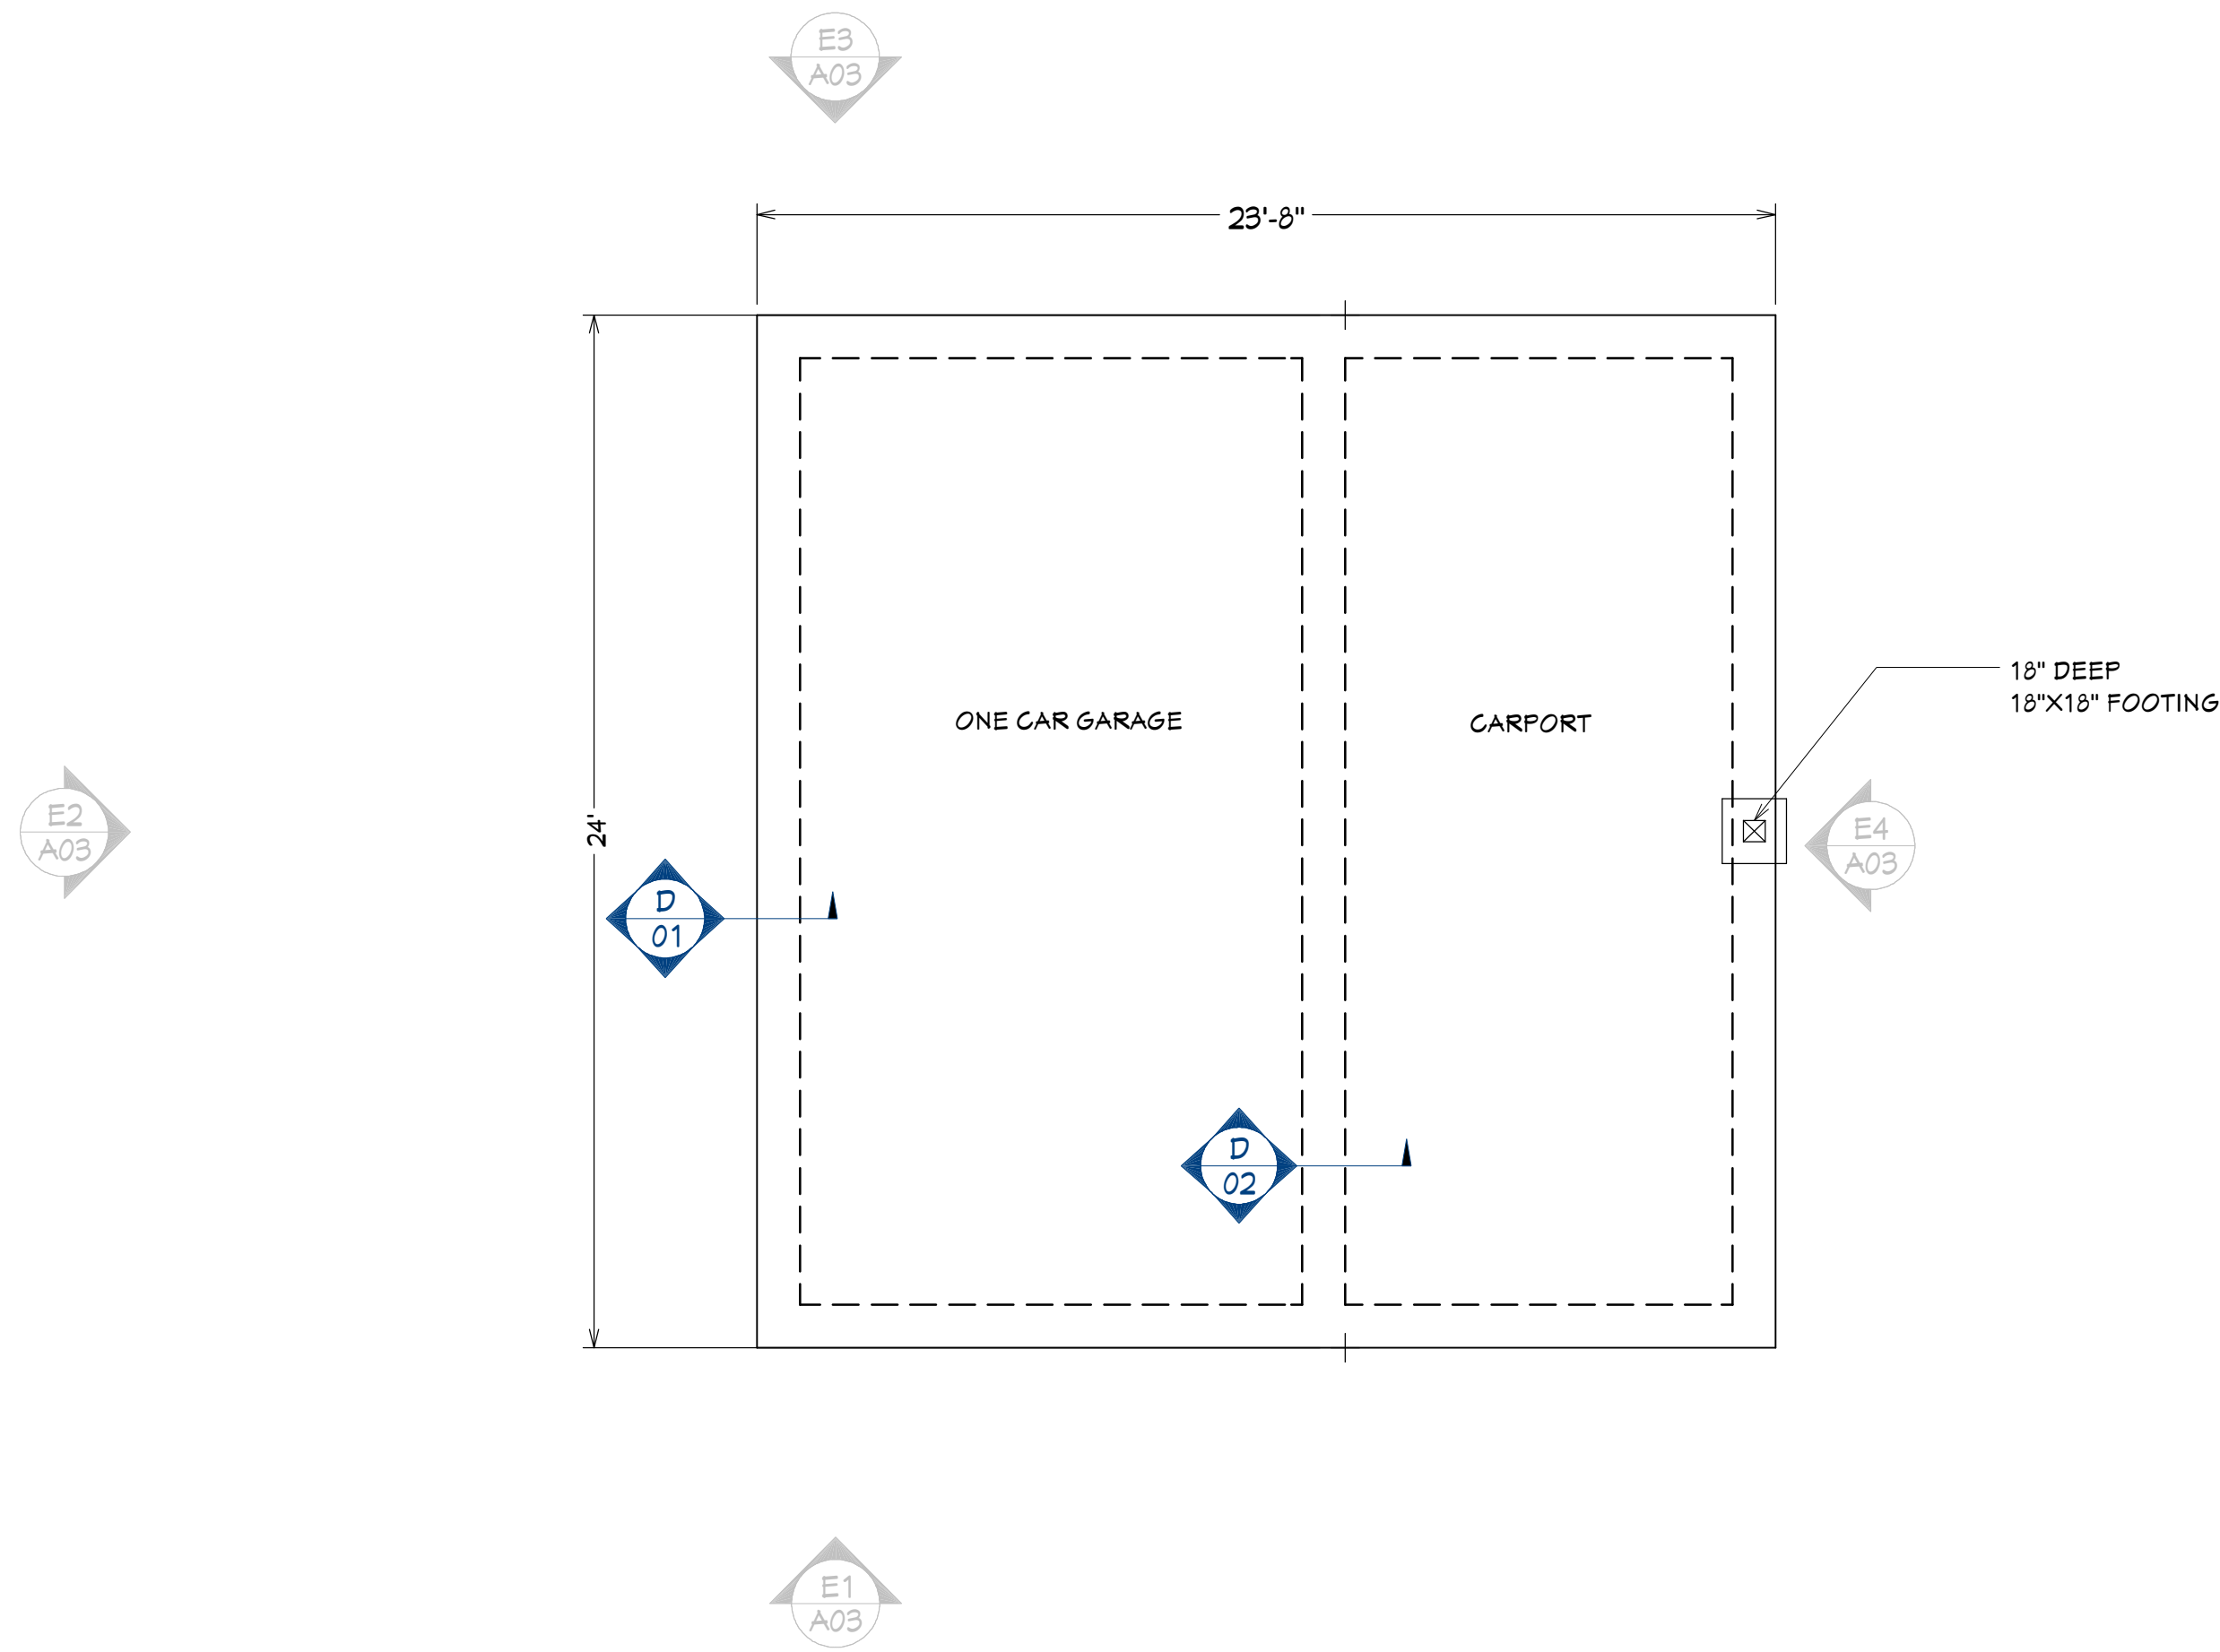 E3
A03
23'-8"
18" DEEP
18"X18" FOOTING
ONE CAR GARAGE
CARPORT
E2
A03
24'
E4
A03
D
01
D
02
E1
A03